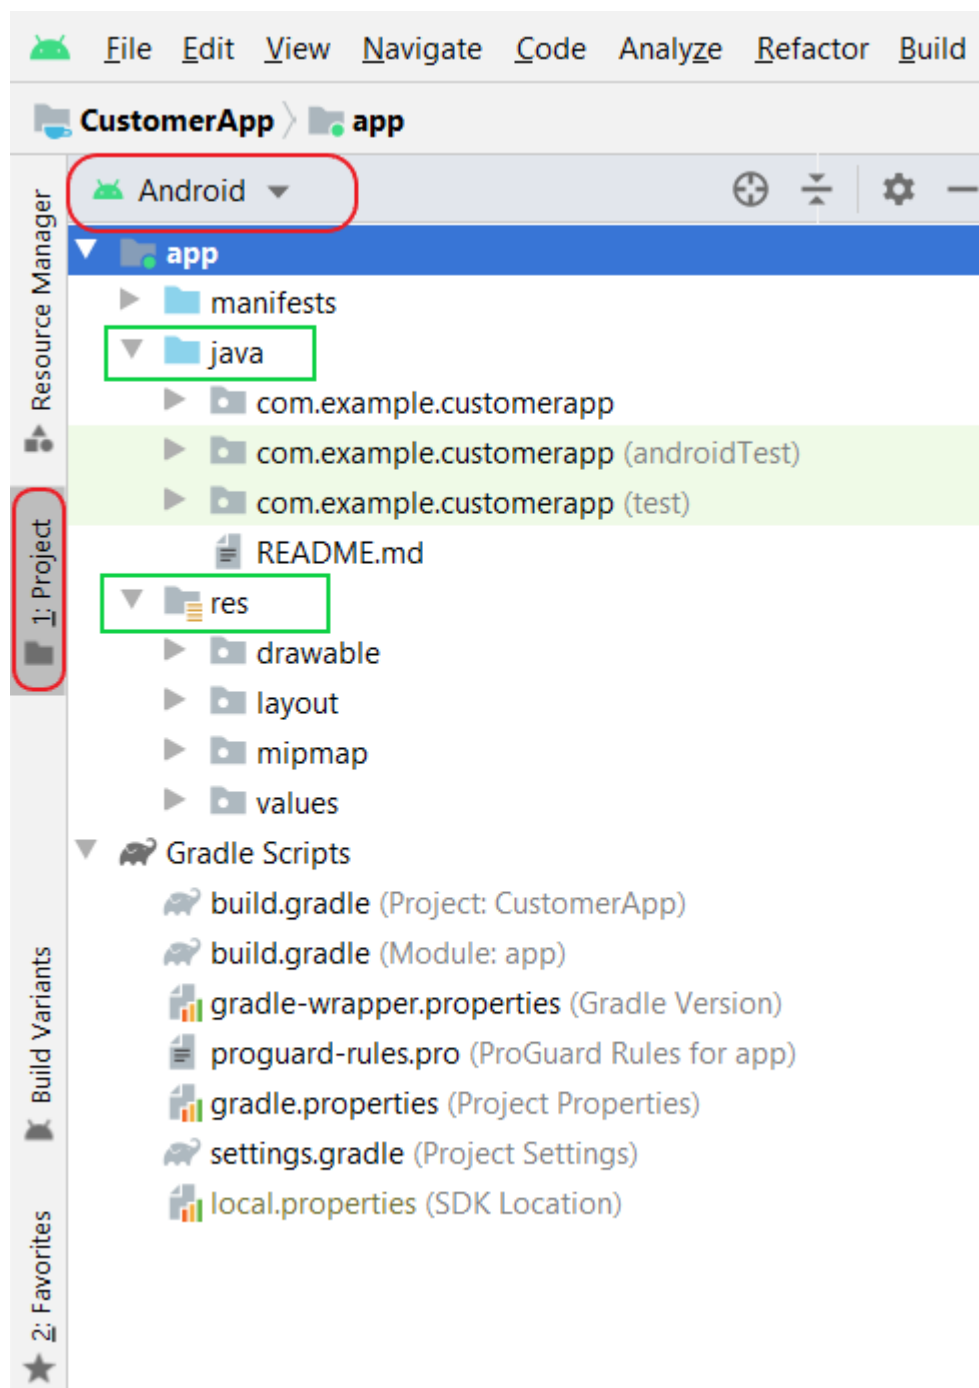 File Edit View Navigate Code Analyze Refactor Build
CustomerApp app
Android
app
manifests
java
com.example.customerapp
com.example.customerapp (androidTest)
com.example.customerapp (test)
README.md
res
drawable
layout
mipmap
values
Gradle Scripts
build.gradle (Project: CustomerApp)
build.gradle (Module: app)
gradle-wrapper.properties (Gradle Version)
proguard-rules.pro (ProGuard Rules for app)
gradle.properties (Project Properties)
settings.gradle (Project Settings)
local.properties (SDK Location)
Resource Manager
1: Project
Build Variants
2: Favorites